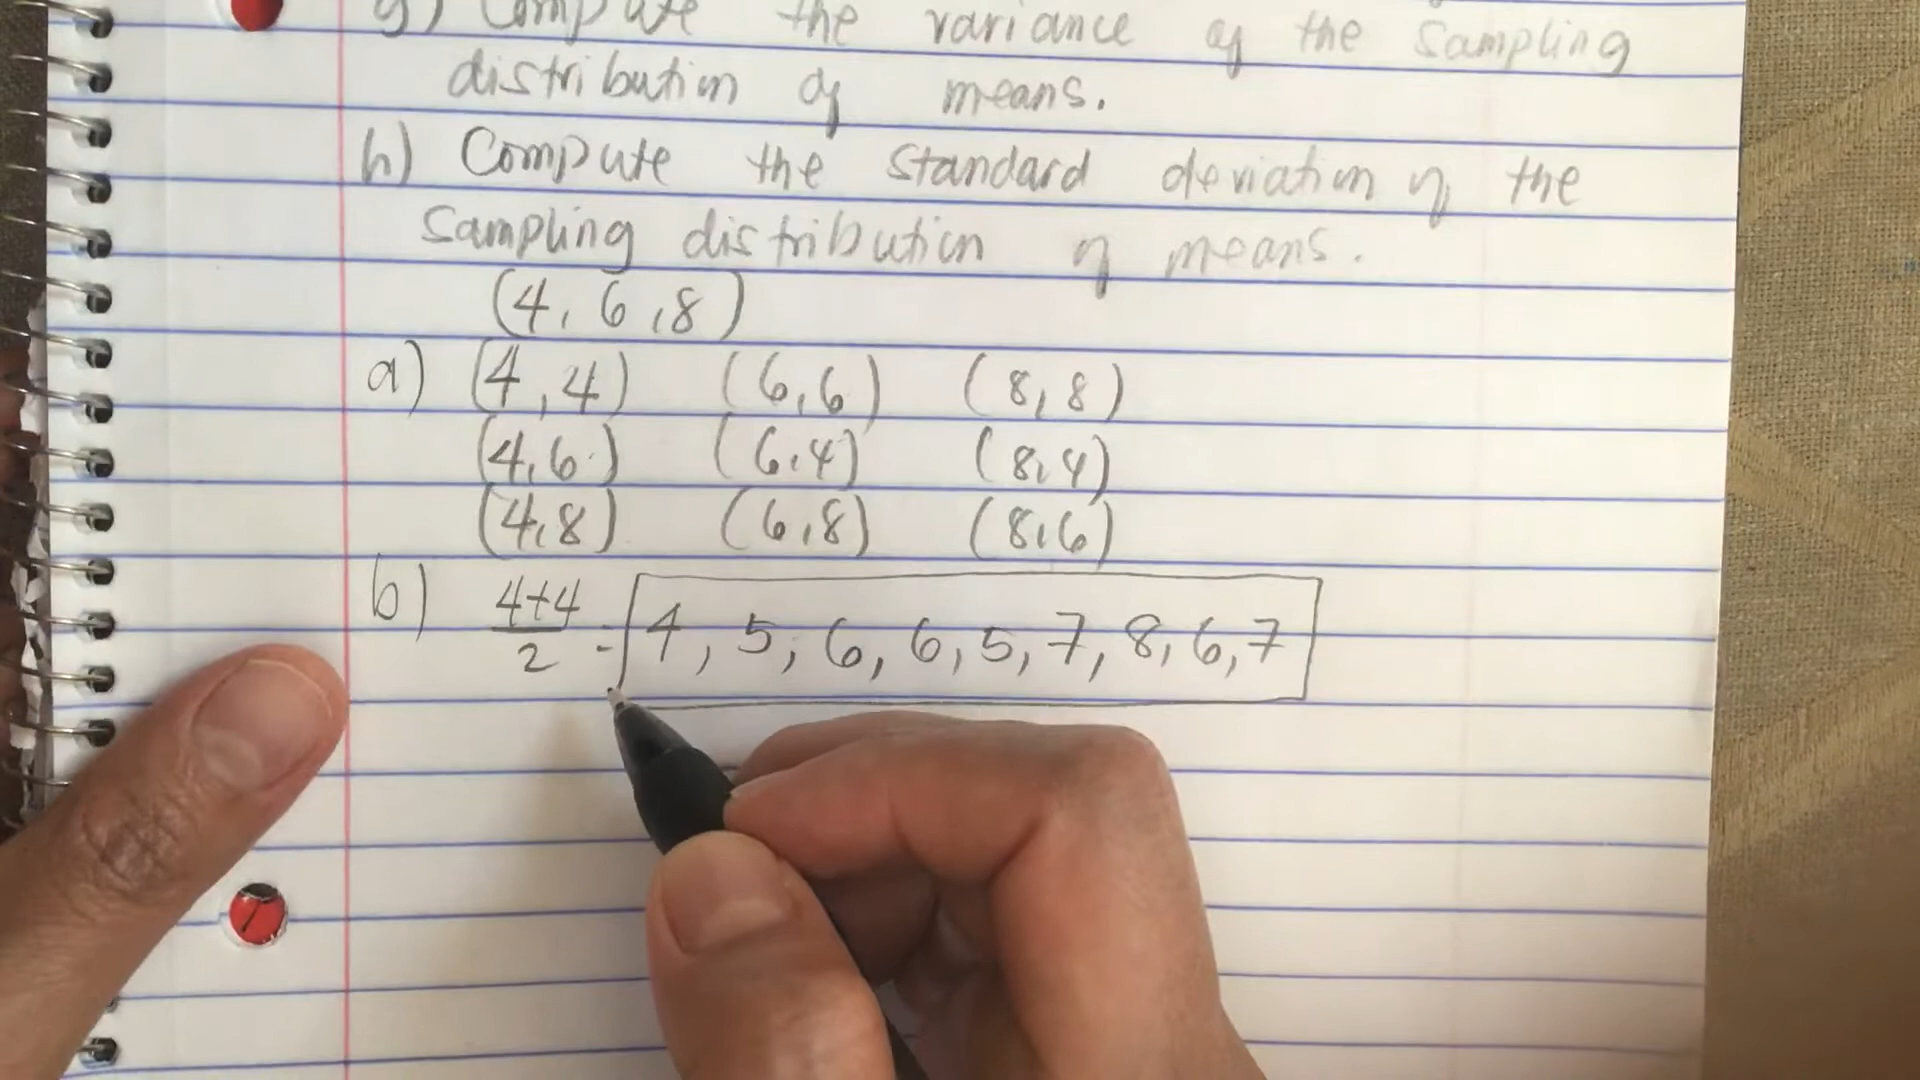 g) Compute the variance of the sampling
distribution of means.
h) Compute the standard deviation of the
sampling distribution of means.
(4, 6, 8)
a) (4, 4) (6, 6) (8, 8)
(4, 6) (6, 4) (8, 4)
(4, 8) (6, 8) (8, 6)
b) 4+4/2 = 4, 5, 6, 6, 5, 7, 8, 6, 7